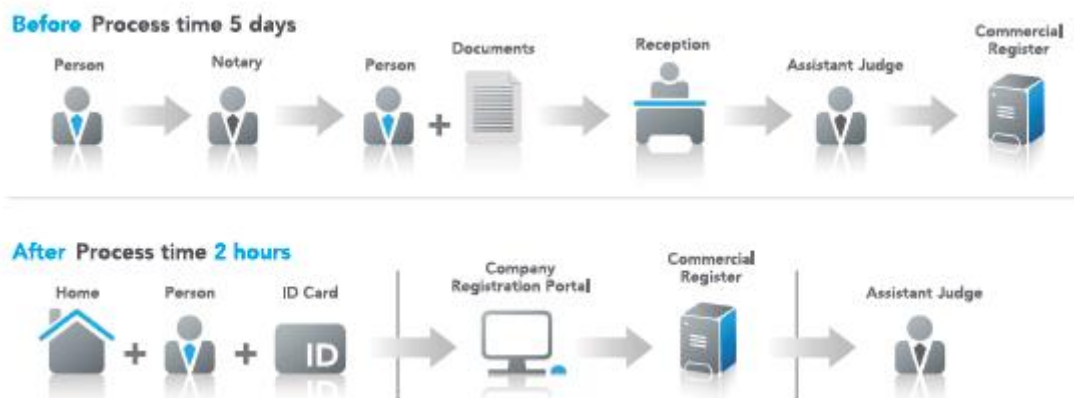 Before Process time 5 days
Person
Notary
Person
Documents
Reception
Assistant Judge
Commercial
Register
After Process time 2 hours
Home
Person
ID Card
ID
Company
Registration Portal
Commercial
Register
Assistant Judge